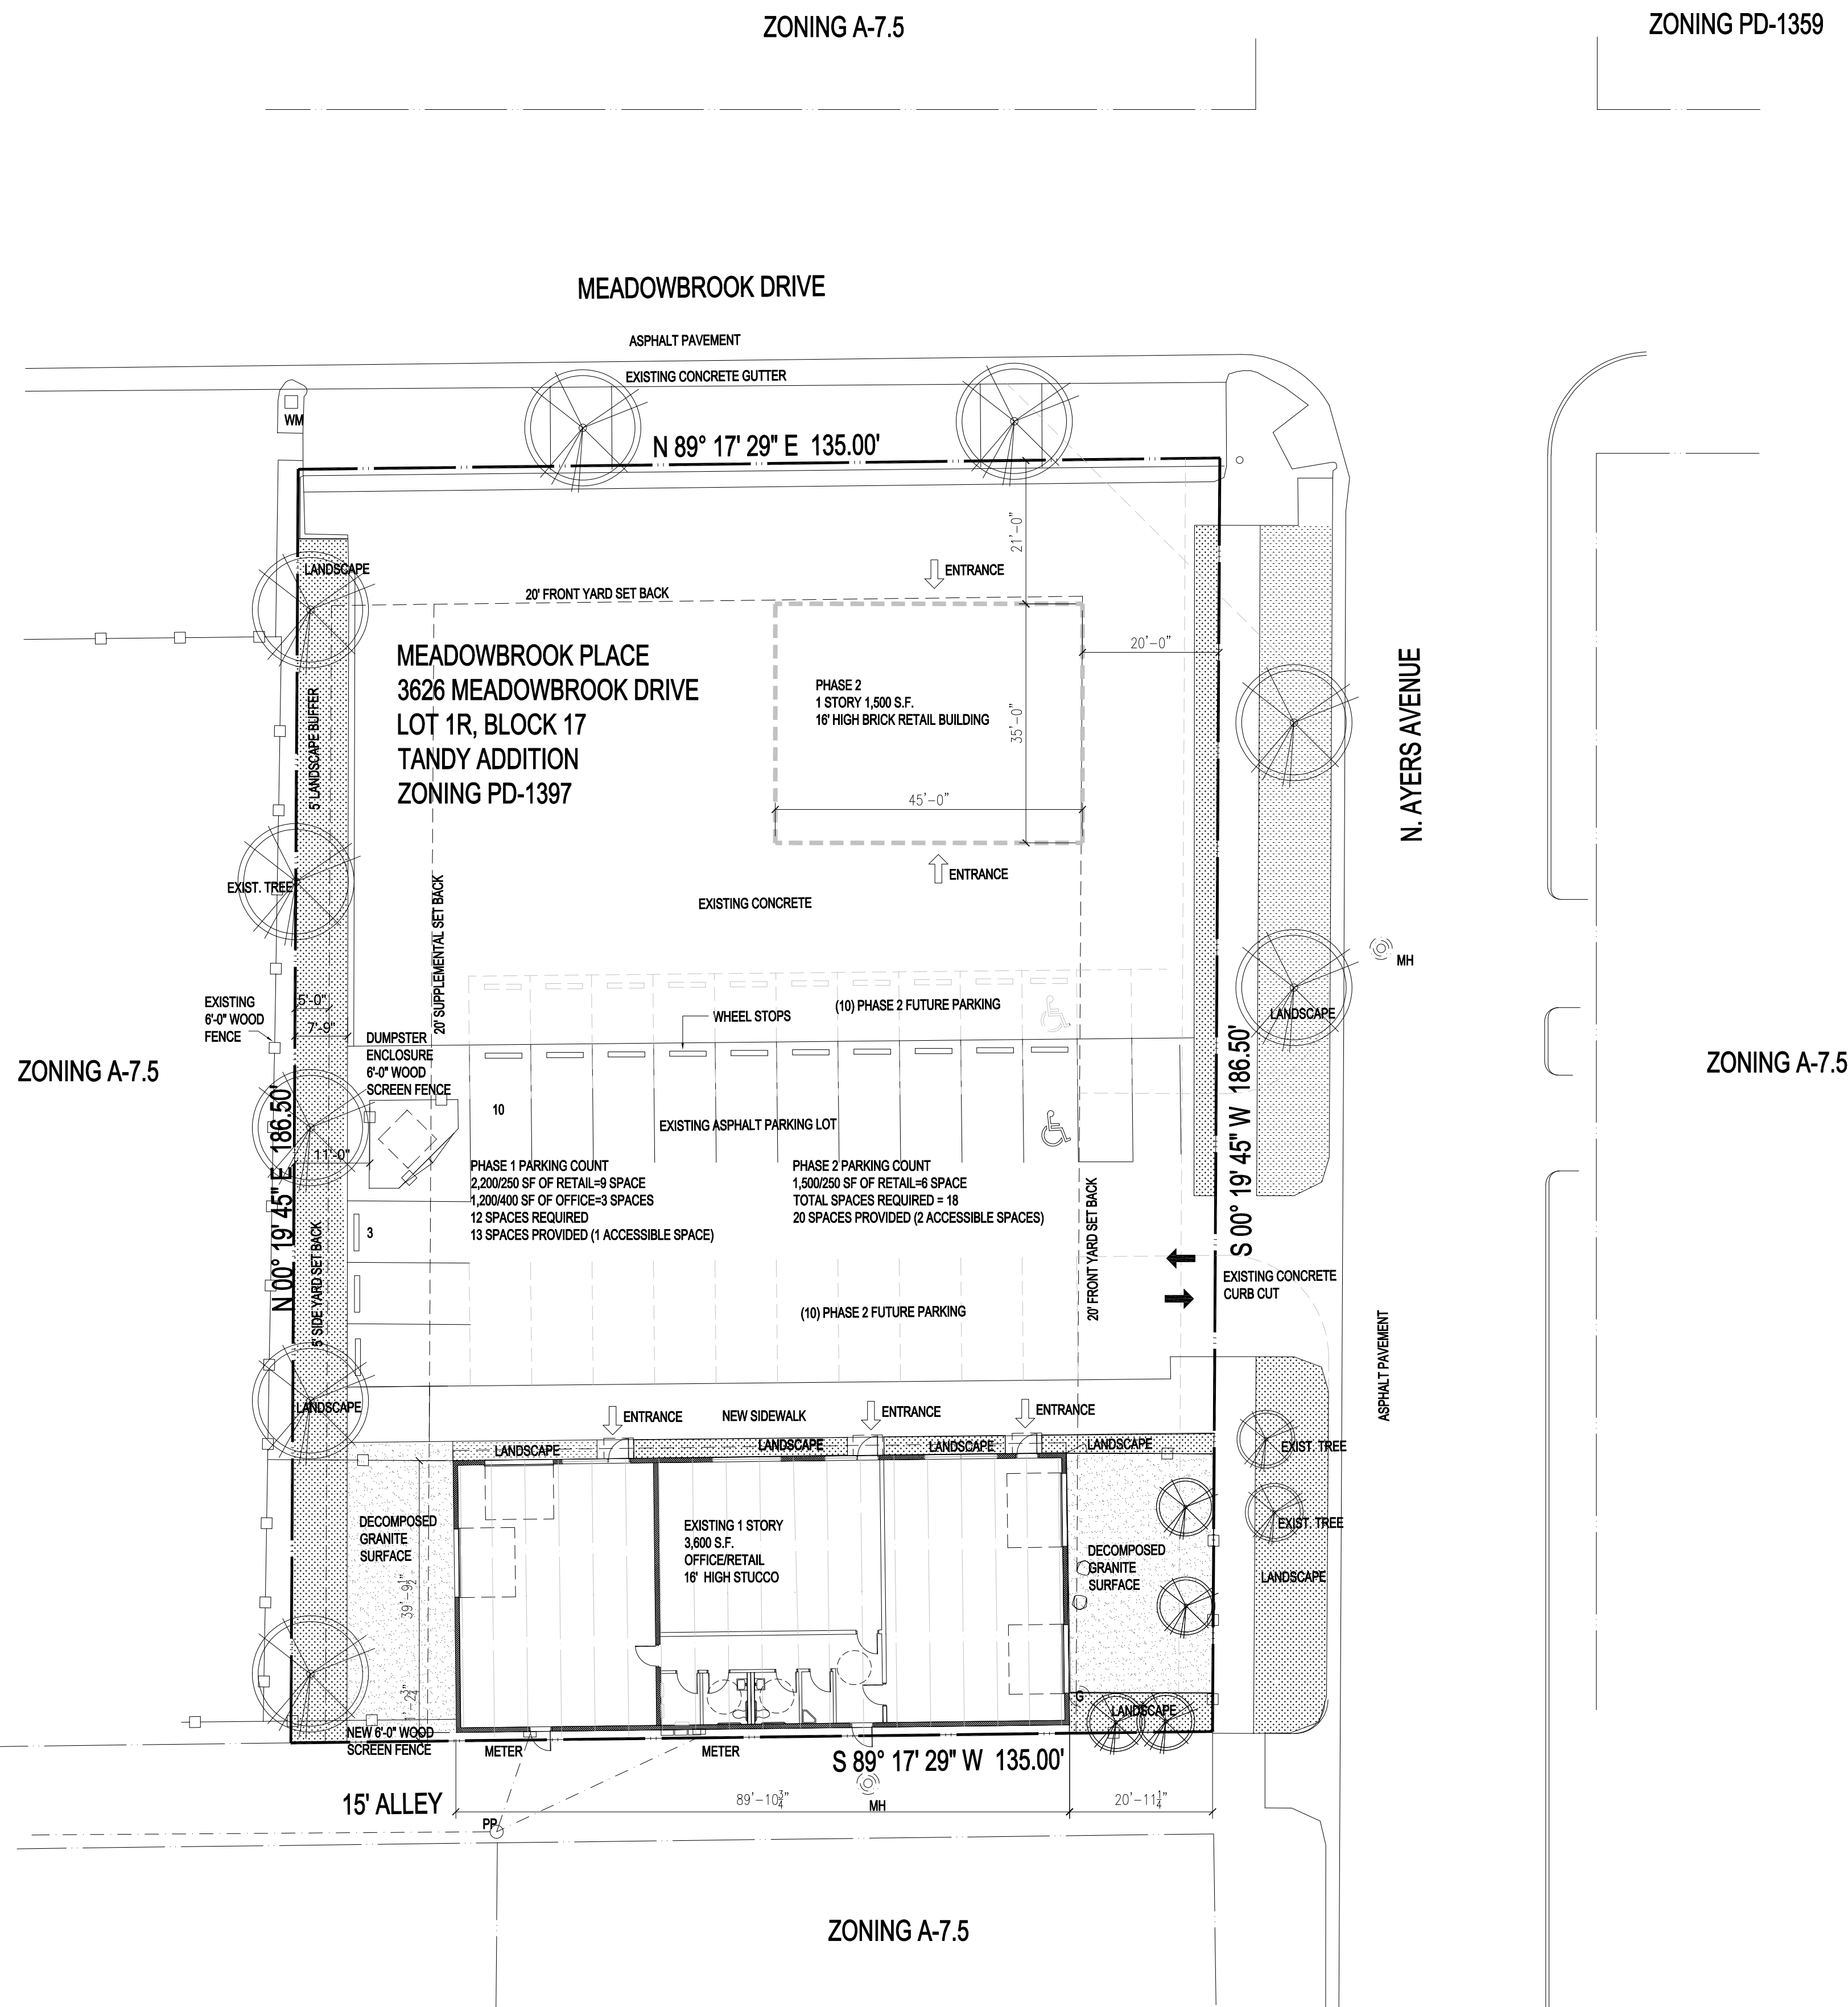 ZONING A-7.5
ZONING PD-1359
MEADOWBROOK DRIVE
ASPHALT PAVEMENT
EXISTING CONCRETE GUTTER
WM
N 89° 17' 29" E  135.00'
21'-0"
LANDSCAPE
ENTRANCE
20' FRONT YARD SET BACK
20'-0"
MEADOWBROOK PLACE
3626 MEADOWBROOK DRIVE
LOT 1R, BLOCK 17
TANDY ADDITION
ZONING PD-1397
PHASE 2
1 STORY 1,500 S.F.
16' HIGH BRICK RETAIL BUILDING
35'-0"
45'-0"
N. AYERS AVENUE
5' LANDSCAPE BUFFER
EXIST. TREE
ENTRANCE
EXISTING CONCRETE
20' SUPPLEMENTAL SET BACK
MH
EXISTING
6'-0" WOOD
FENCE
5'-0"
7'-9"
(10) PHASE 2 FUTURE PARKING
WHEEL STOPS
LANDSCAPE
DUMPSTER
ENCLOSURE
6'-0" WOOD
SCREEN FENCE
ZONING A-7.5
ZONING A-7.5
10
EXISTING ASPHALT PARKING LOT
11'-0"
N 00° 19' 45" E  186.50'
S 00° 19' 45" W  186.50'
PHASE 1 PARKING COUNT
2,200/250 SF OF RETAIL=9 SPACE
1,200/400 SF OF OFFICE=3 SPACES
12 SPACES REQUIRED
13 SPACES PROVIDED (1 ACCESSIBLE SPACE)
PHASE 2 PARKING COUNT
1,500/250 SF OF RETAIL=6 SPACE
TOTAL SPACES REQUIRED = 18
20 SPACES PROVIDED (2 ACCESSIBLE SPACES)
3
5' SIDE YARD SET BACK
20' FRONT YARD SET BACK
EXISTING CONCRETE
CURB CUT
(10) PHASE 2 FUTURE PARKING
ASPHALT PAVEMENT
LANDSCAPE
ENTRANCE
NEW SIDEWALK
ENTRANCE
ENTRANCE
LANDSCAPE
LANDSCAPE
LANDSCAPE
LANDSCAPE
EXIST. TREE
DECOMPOSED
GRANITE
SURFACE
EXISTING 1 STORY
3,600 S.F.
OFFICE/RETAIL
16'  HIGH STUCCO
EXIST. TREE
DECOMPOSED
GRANITE
SURFACE
LANDSCAPE
39'-9½"
1'-2¾"
G
LANDSCAPE
NEW 6'-0" WOOD
SCREEN FENCE
METER
METER
S 89° 17' 29" W  135.00'
15' ALLEY
89'-10¾"
MH
20'-11¼"
PP
ZONING A-7.5